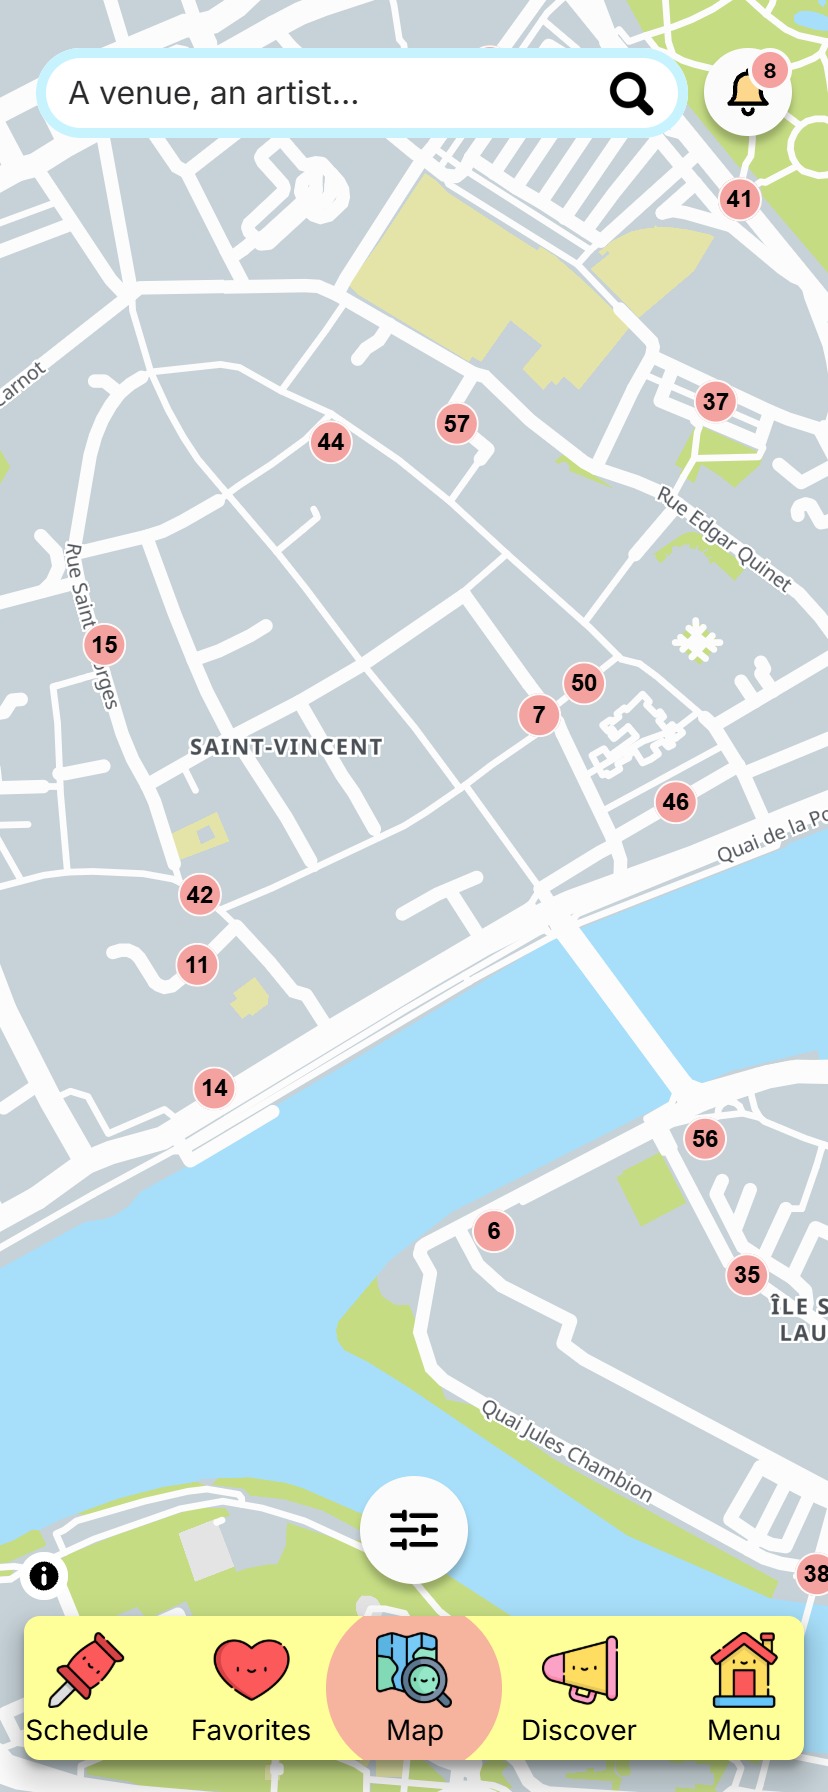 A venue, an artist...
8
41
37
57
44
Rue Edgar Quinet
Rue Saint
15
50
7
SAINT-VINCENT
46
Quai de la Po
42
11
14
56
6
35
ÎLE S
LAU
Quai Jules Chambion
38
Schedule
Favorites
Map
Discover
Menu